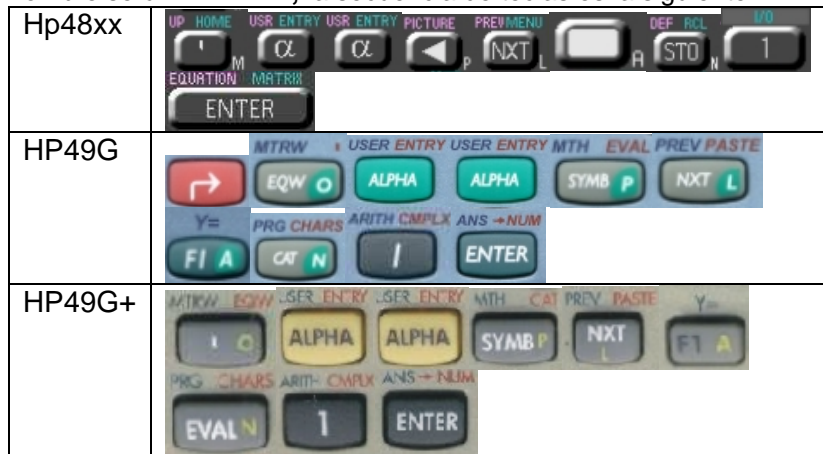 Hp48xx
UP HOME USR ENTRY USR ENTRY PICTURE PREV MENU DEF RCL I/O
' M α α ◀ P NXT L A STO N 1
EQUATION MATRIX
ENTER
HP49G
MTRW ' USER ENTRY USER ENTRY MTH EVAL PREV PASTE
EQW O ALPHA ALPHA SYMB P NXT L
Y= PRG CHARS ARITH CMPLX ANS →NUM
F1 A CAT N 1 ENTER
HP49G+
MTRW EQW USER ENTRY USER ENTRY MTH CAT PREV PASTE Y=
' O ALPHA ALPHA SYMB P NXT L F1 A
PRG CHARS ARITH CMPLX ANS →NUM
EVAL N 1 ENTER